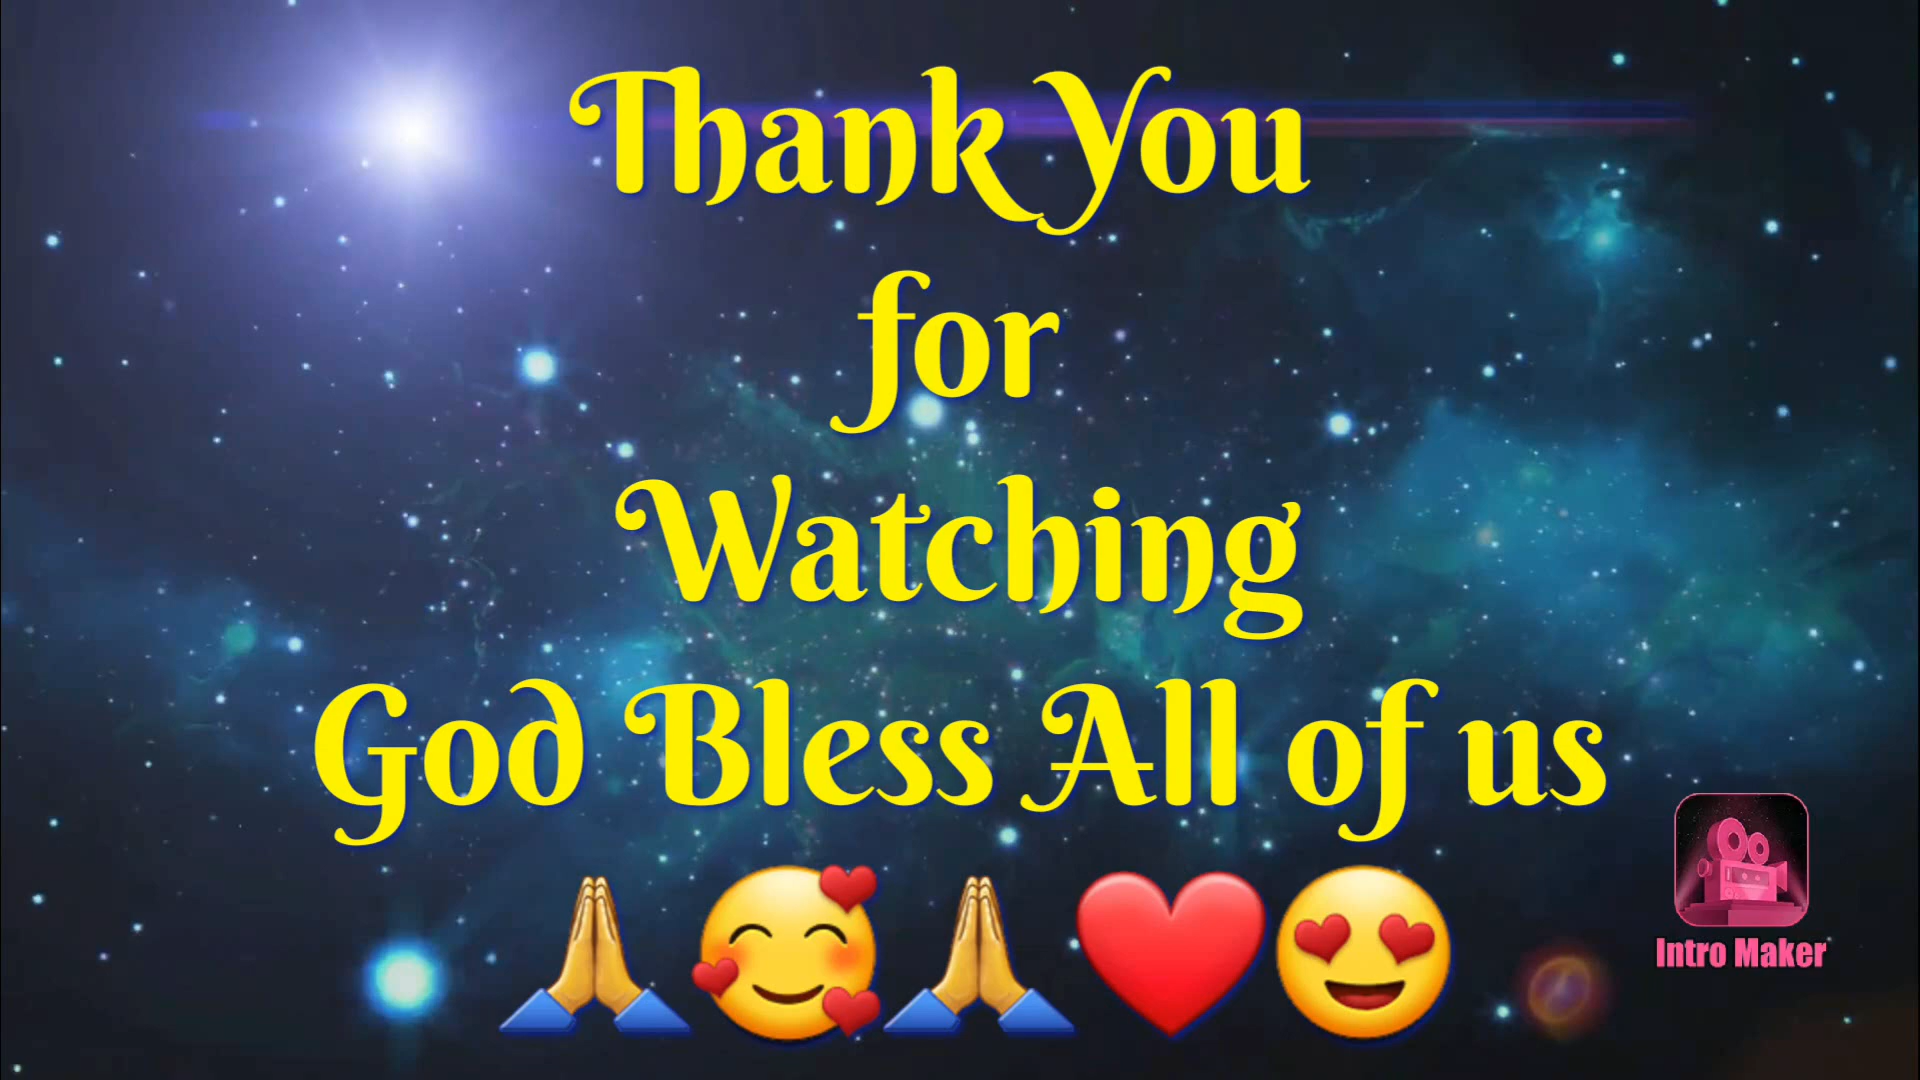 Thank You
for
Watching
God Bless All of us
🙏🥰🙏❤️😍
Intro Maker